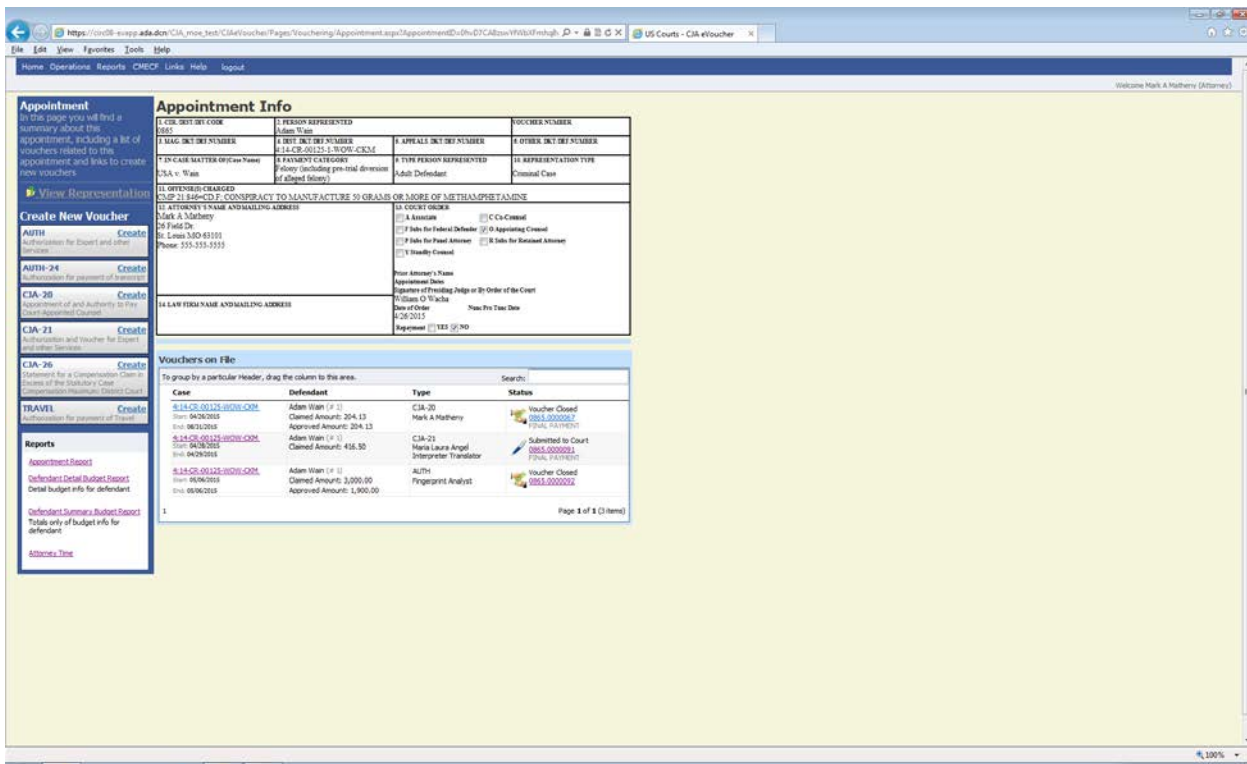 US Courts - CJA eVoucher
File Edit View Favorites Tools Help
Home Operations Reports CMECF Links Help logout
Welcome Mark A Matheny (Attorney)
Appointment
In this page you will find a
summary about this
appointment, including a list of
vouchers related to this
appointment and links to create
new vouchers
View Representation
Create New Voucher
AUTH Create
Authorization for Expert and other
Services
AUTH-24 Create
Authorization for payment of transcript
CJA-20 Create
Appointment of and Authority to Pay
Court-Appointed Counsel
CJA-21 Create
Authorization and Voucher for Expert
and other Services
CJA-26 Create
Statement for a Compensation Claim in
Excess of the Statutory Case
Compensation Maximum: District Court
TRAVEL Create
Authorization for payment of Travel
Reports
Appointment Report
Defendant Detail Budget Report
Detail budget info for defendant
Defendant Summary Budget Report
Totals only of budget info for
defendant
Attorney Time
Appointment Info
1. CIR. DIST/DIV. CODE
0865
2. PERSON REPRESENTED
Adam Wain
VOUCHER NUMBER
3. MAG. DKT/DEF.NUMBER
4. DIST. DKT/DEF.NUMBER
4:14-CR-00125-1-WOW-CKM
5. APPEALS. DKT/DEF.NUMBER
6. OTHER. DKT/DEF.NUMBER
7. IN CASE/MATTER OF(Case Name)
USA v. Wain
8. PAYMENT CATEGORY
Felony (including pre-trial diversion
of alleged felony)
9. TYPE PERSON REPRESENTED
Adult Defendant
10. REPRESENTATION TYPE
Criminal Case
11. OFFENSE(S) CHARGED
CMP 21:846=CD.F; CONSPIRACY TO MANUFACTURE 50 GRAMS OR MORE OF METHAMPHETAMINE
12. ATTORNEY'S NAME AND MAILING ADDRESS
Mark A Matheny
26 Field Dr.
St. Louis MO 63101
Phone: 555-555-5555
13. COURT ORDER
A Associate C Co-Counsel
F Subs for Federal Defender O Appointing Counsel
P Subs for Panel Attorney R Subs for Retained Attorney
Y Standby Counsel
Prior Attorney's Name
Appointment Dates
Signature of Presiding Judge or By Order of the Court
William O Wacha
Date of Order Nunc Pro Tunc Date
4/26/2015
Repayment YES NO
14. LAW FIRM NAME AND MAILING ADDRESS
Vouchers on File
To group by a particular Header, drag the column to this area. Search:
Case Defendant Type Status
4:14-CR-00125-WOW-CKM
Start: 04/26/2015
End: 08/31/2015
Adam Wain (# 1)
Claimed Amount: 204.13
Approved Amount: 204.13
CJA-20
Mark A Matheny
Voucher Closed
0865.0000067
FINAL PAYMENT
4:14-CR-00125-WOW-CKM
Start: 04/28/2015
End: 04/29/2015
Adam Wain (# 1)
Claimed Amount: 416.50
CJA-21
Maria Laura Angel
Interpreter Translator
Submitted to Court
0865.0000091
FINAL PAYMENT
4:14-CR-00125-WOW-CKM
Start: 05/06/2015
End: 05/06/2015
Adam Wain (# 1)
Claimed Amount: 3,000.00
Approved Amount: 1,900.00
AUTH
Fingerprint Analyst
Voucher Closed
0865.0000092
1 Page 1 of 1 (3 items)
100%